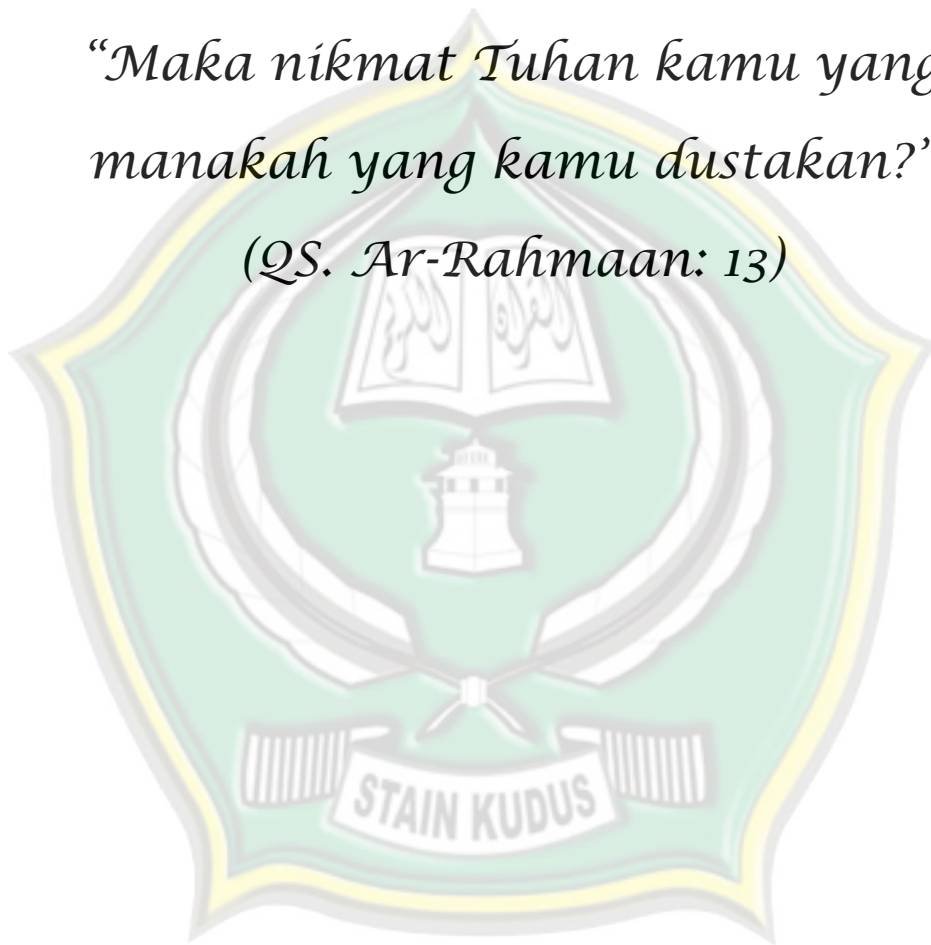 “Maka nikmat Tuhan kamu yang
manakah yang kamu dustakan?”
(QS. Ar-Rahmaan: 13)
STAIN KUDUS